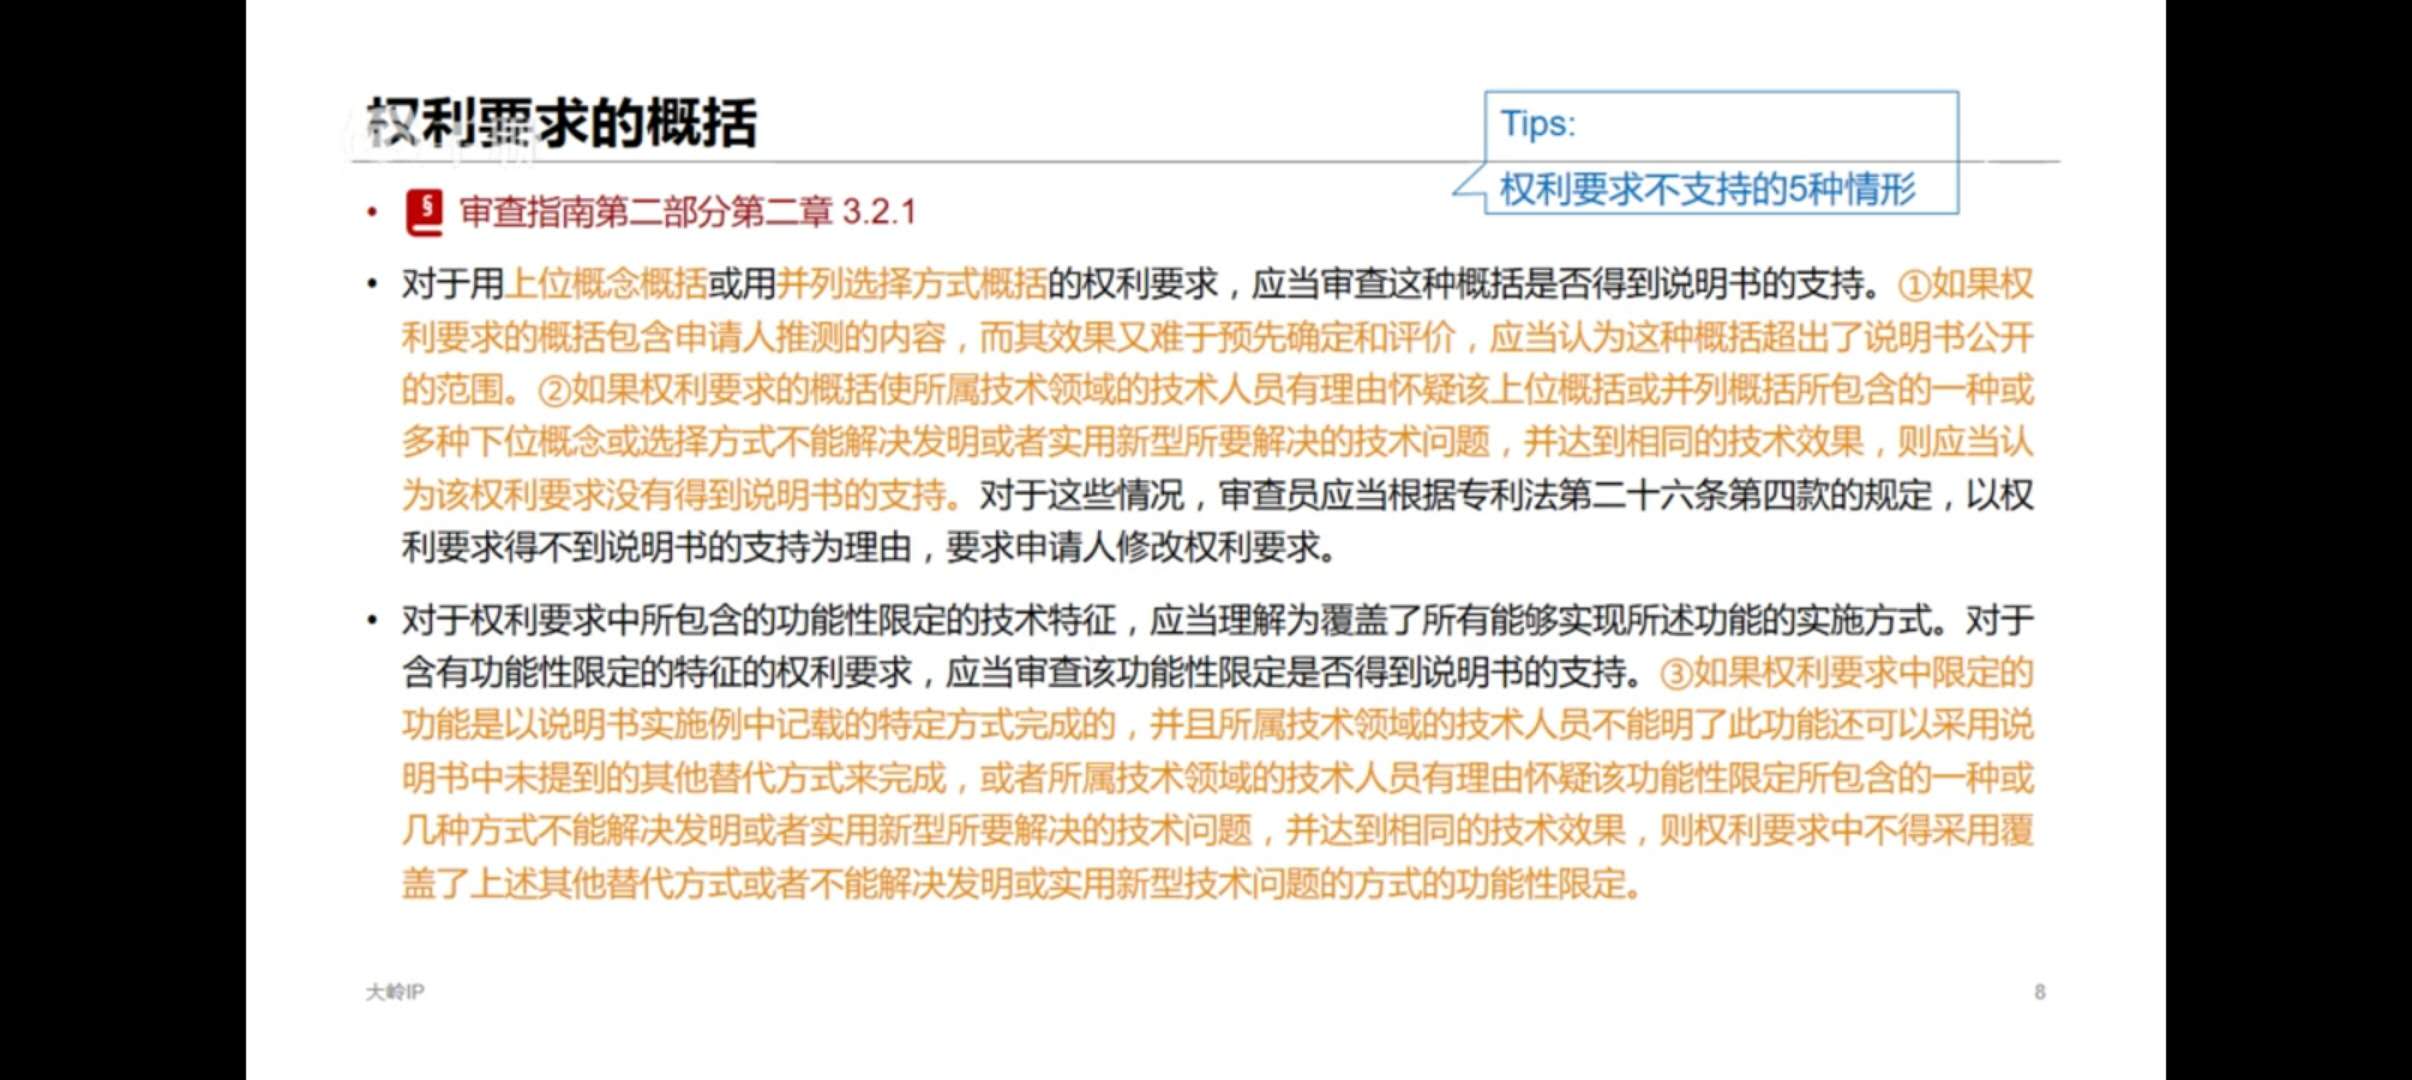 权利要求的概括
Tips:
权利要求不支持的5种情形
• § 审查指南第二部分第二章 3.2.1
• 对于用上位概念概括或用并列选择方式概括的权利要求，应当审查这种概括是否得到说明书的支持。①如果权
利要求的概括包含申请人推测的内容，而其效果又难于预先确定和评价，应当认为这种概括超出了说明书公开
的范围。②如果权利要求的概括使所属技术领域的技术人员有理由怀疑该上位概括或并列概括所包含的一种或
多种下位概念或选择方式不能解决发明或者实用新型所要解决的技术问题，并达到相同的技术效果，则应当认
为该权利要求没有得到说明书的支持。对于这些情况，审查员应当根据专利法第二十六条第四款的规定，以权
利要求得不到说明书的支持为理由，要求申请人修改权利要求。
• 对于权利要求中所包含的功能性限定的技术特征，应当理解为覆盖了所有能够实现所述功能的实施方式。对于
含有功能性限定的特征的权利要求，应当审查该功能性限定是否得到说明书的支持。③如果权利要求中限定的
功能是以说明书实施例中记载的特定方式完成的，并且所属技术领域的技术人员不能明了此功能还可以采用说
明书中未提到的其他替代方式来完成，或者所属技术领域的技术人员有理由怀疑该功能性限定所包含的一种或
几种方式不能解决发明或者实用新型所要解决的技术问题，并达到相同的技术效果，则权利要求中不得采用覆
盖了上述其他替代方式或者不能解决发明或实用新型技术问题的方式的功能性限定。
大岭IP
8